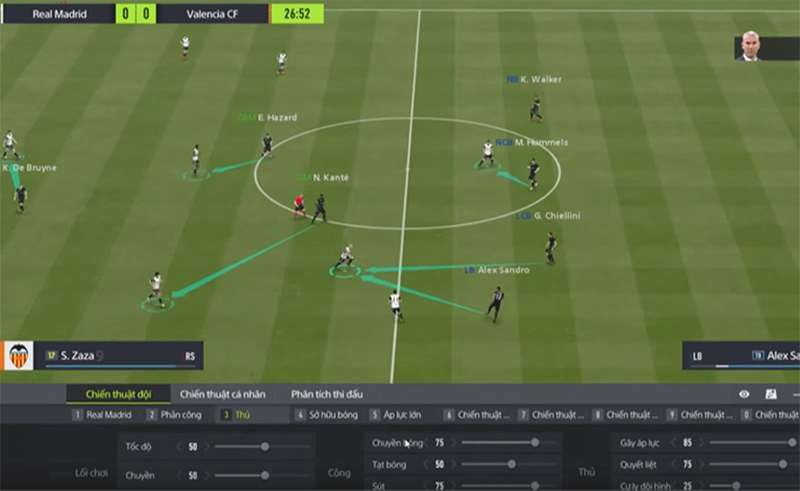 Real Madrid 0 0 Valencia CF 26:52
K. Walker
CDM E. Hazard
NCB M. Hummels
K. De Bruyne
N. Kanté
LCB G. Chiellini
LB Alex Sandro
S. Zaza 9 RS
LB Alex Sa
Chiến thuật đội Chiến thuật cá nhân Phân tích thi đấu
1 Real Madrid 2 Phản công 3 Thủ 4 Sở hữu bóng 5 Áp lực lớn 6 Chiến thuật ... 7 Chiến thuật ... 8 Chiến thuật ... 9 Chiến thuật ... 0 Chiến thuật
Lối chơi
Tốc độ 50
Chuyền 50
Công
Chuyền bóng 75
Tạt bóng 50
Sút 75
Thủ
Gây áp lực 85
Quyết liệt 75
Cự ly đội hình 25